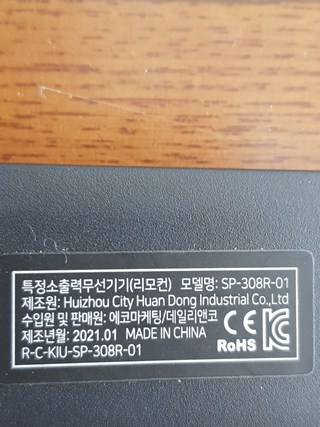 특정소출력무선기기(리모컨) 모델명: SP-308R-01
제조원: Huizhou City Huan Dong Industrial Co.,Ltd
수입원 및 판매원: 에코마케팅/데일리앤코
제조년월: 2021.01 MADE IN CHINA
R-C-KIU-SP-308R-01
CE
RoHS